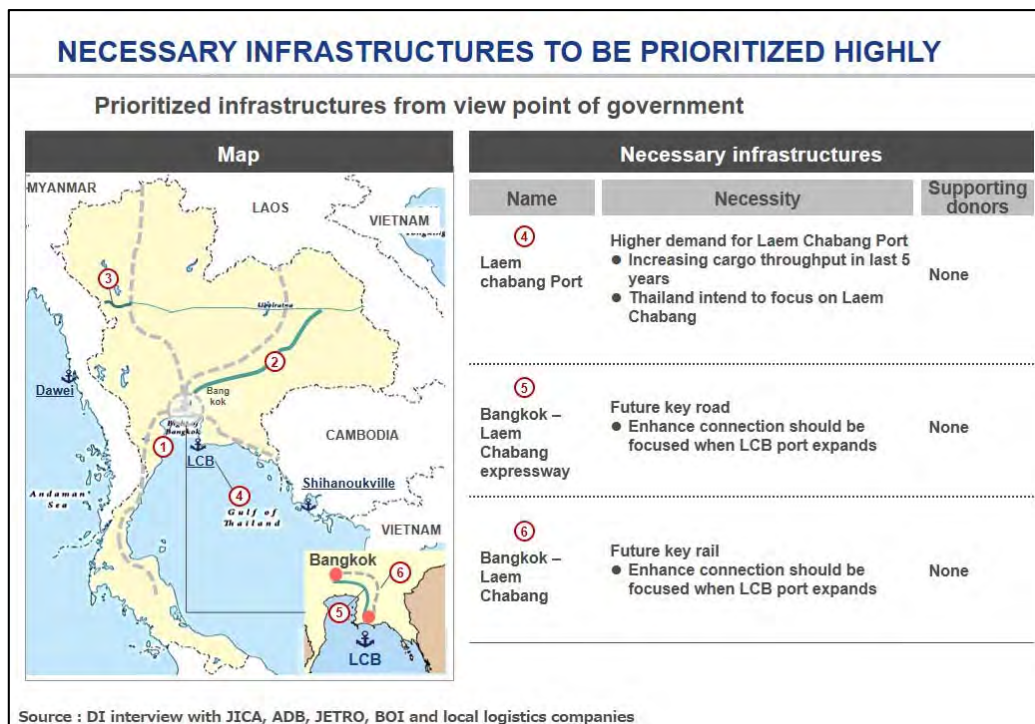 NECESSARY INFRASTRUCTURES TO BE PRIORITIZED HIGHLY
Prioritized infrastructures from view point of government
Map
MYANMAR
LAOS
VIETNAM
3
2
Dawei
Bang
kok
Bangkok
1
LCB
CAMBODIA
Shihanoukville
Andaman
Sea
4
Gulf of
Thailand
VIETNAM
Bangkok
6
5
LCB
Necessary infrastructures
Name
Necessity
Supporting
donors
4
Laem
chabang Port
Higher demand for Laem Chabang Port
● Increasing cargo throughput in last 5
years
● Thailand intend to focus on Laem
Chabang
None
5
Bangkok –
Laem
Chabang
expressway
Future key road
● Enhance connection should be
focused when LCB port expands
None
6
Bangkok –
Laem
Chabang
Future key rail
● Enhance connection should be
focused when LCB port expands
None
Source : DI interview with JICA, ADB, JETRO, BOI and local logistics companies